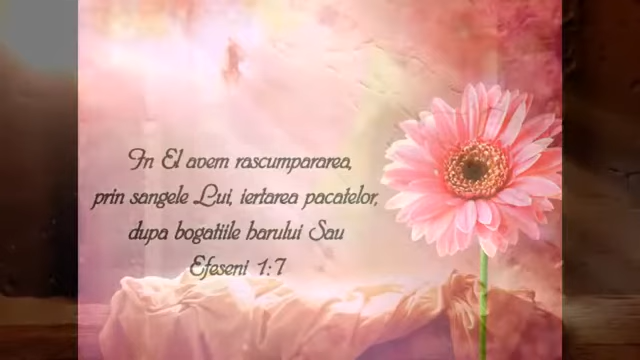 In El avem rascumpararea,
prin sangele Lui, iertarea pacatelor,
dupa bogatiile harului Sau
Efeseni 1:7